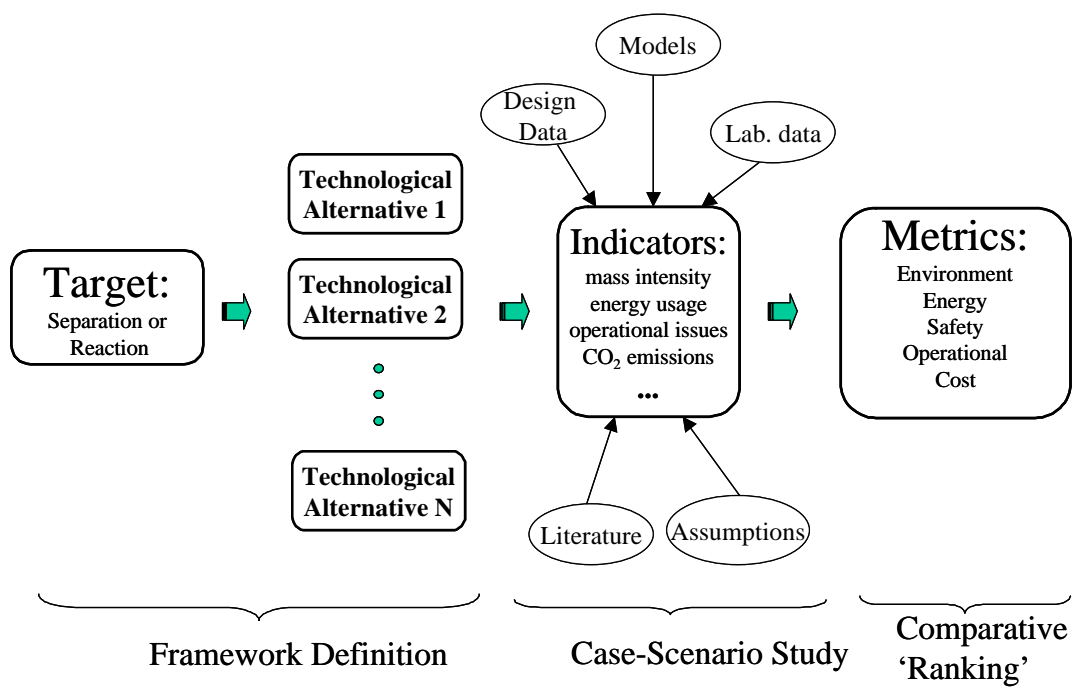 Models
Design
Data
Lab. data
Technological
Alternative 1
Target:
Separation or
Reaction
Technological
Alternative 2
Technological
Alternative N
Indicators:
mass intensity
energy usage
operational issues
CO₂ emissions
...
Metrics:
Environment
Energy
Safety
Operational
Cost
Literature
Assumptions
Framework Definition
Case-Scenario Study
Comparative
‘Ranking’